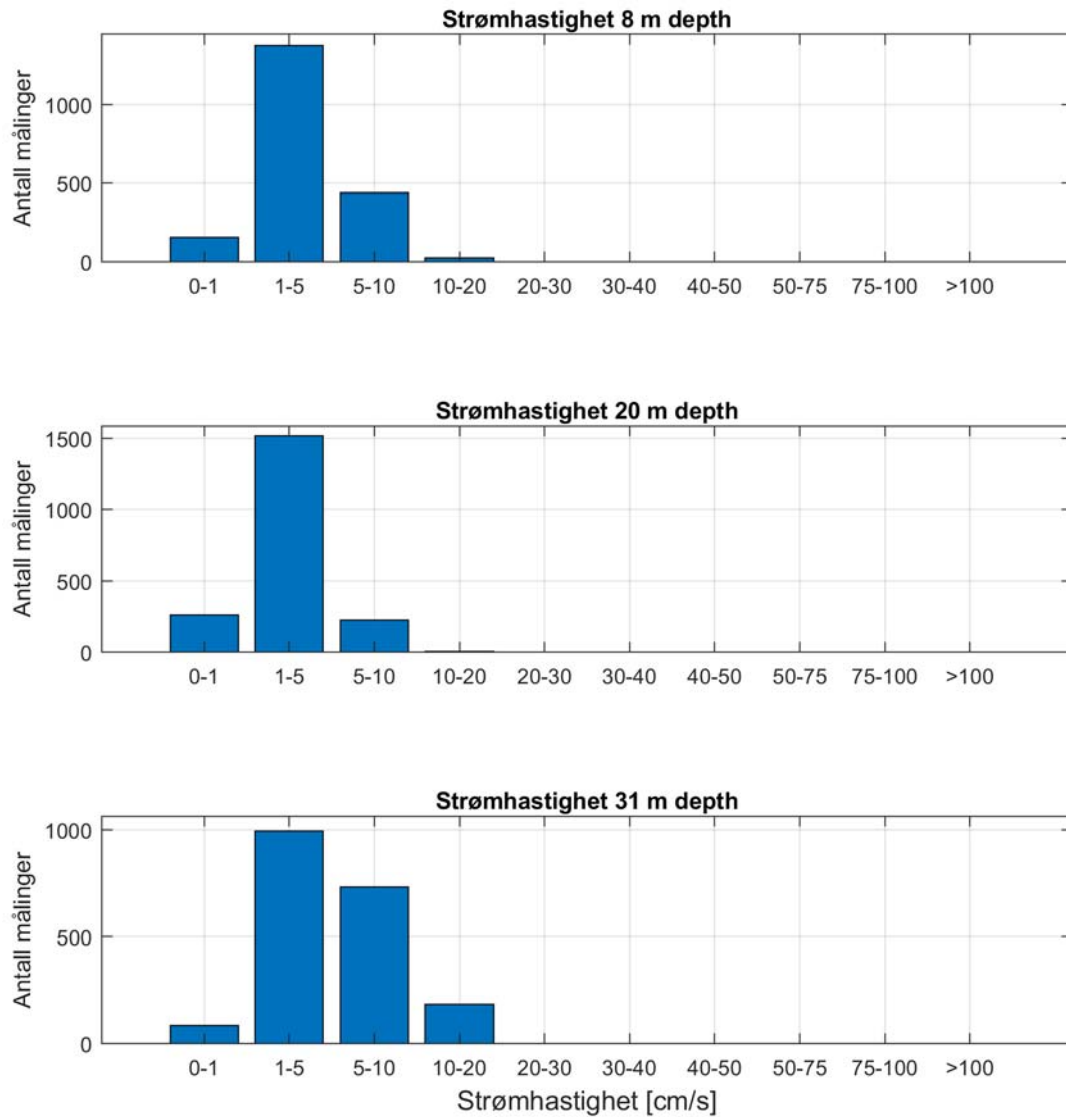 Strømhastighet 8 m depth
Antall målinger
1000
500
0
0-1 1-5 5-10 10-20 20-30 30-40 40-50 50-75 75-100 >100
Strømhastighet 20 m depth
Antall målinger
1500
1000
500
0
0-1 1-5 5-10 10-20 20-30 30-40 40-50 50-75 75-100 >100
Strømhastighet 31 m depth
Antall målinger
1000
500
0
0-1 1-5 5-10 10-20 20-30 30-40 40-50 50-75 75-100 >100
Strømhastighet [cm/s]